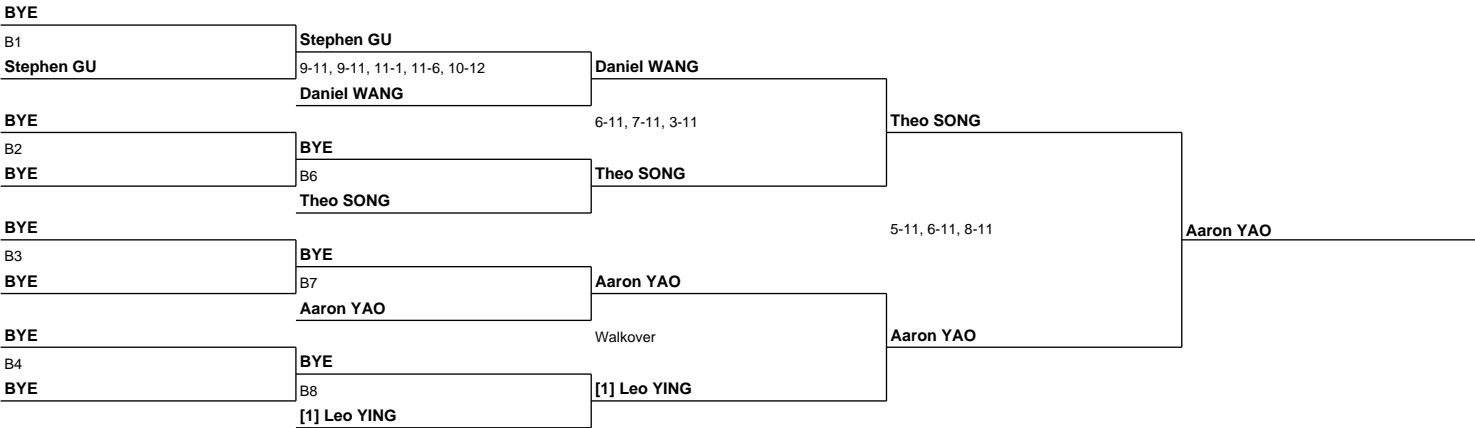 BYE
B1
Stephen GU
Stephen GU
9-11, 9-11, 11-1, 11-6, 10-12
Daniel WANG
Daniel WANG
BYE
6-11, 7-11, 3-11
Theo SONG
B2
BYE
BYE
B6
Theo SONG
Theo SONG
BYE
5-11, 6-11, 8-11
Aaron YAO
B3
BYE
BYE
B7
Aaron YAO
Aaron YAO
BYE
Walkover
Aaron YAO
B4
BYE
BYE
B8
[1] Leo YING
[1] Leo YING